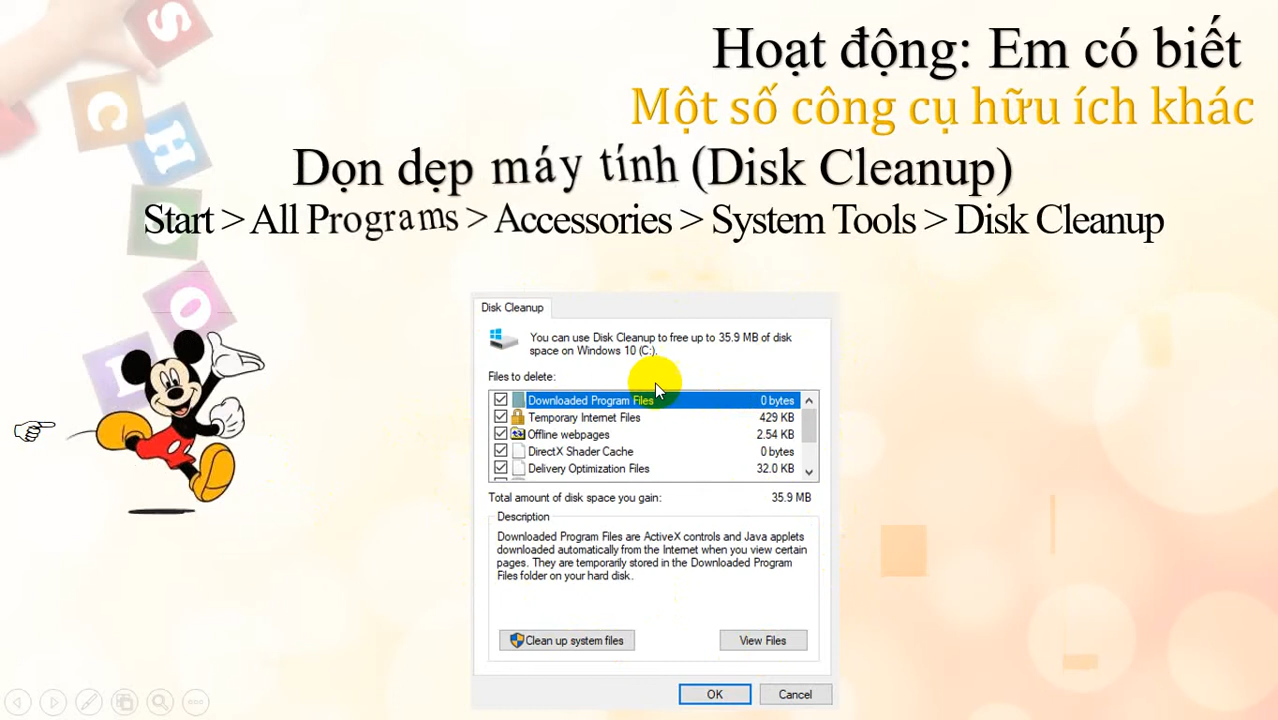 S
C
H
O
O
L
Hoạt động: Em có biết
Một số công cụ hữu ích khác
Dọn dẹp máy tính (Disk Cleanup)
Start > All Programs > Accessories > System Tools > Disk Cleanup
Disk Cleanup
You can use Disk Cleanup to free up to 35.9 MB of disk
space on Windows 10 (C:).
Files to delete:
Downloaded Program Files 0 bytes
Temporary Internet Files 429 KB
Offline webpages 2.54 KB
DirectX Shader Cache 0 bytes
Delivery Optimization Files 32.0 KB
Total amount of disk space you gain: 35.9 MB
Description
Downloaded Program Files are ActiveX controls and Java applets
downloaded automatically from the Internet when you view certain
pages. They are temporarily stored in the Downloaded Program
Files folder on your hard disk.
Clean up system files View Files
OK Cancel